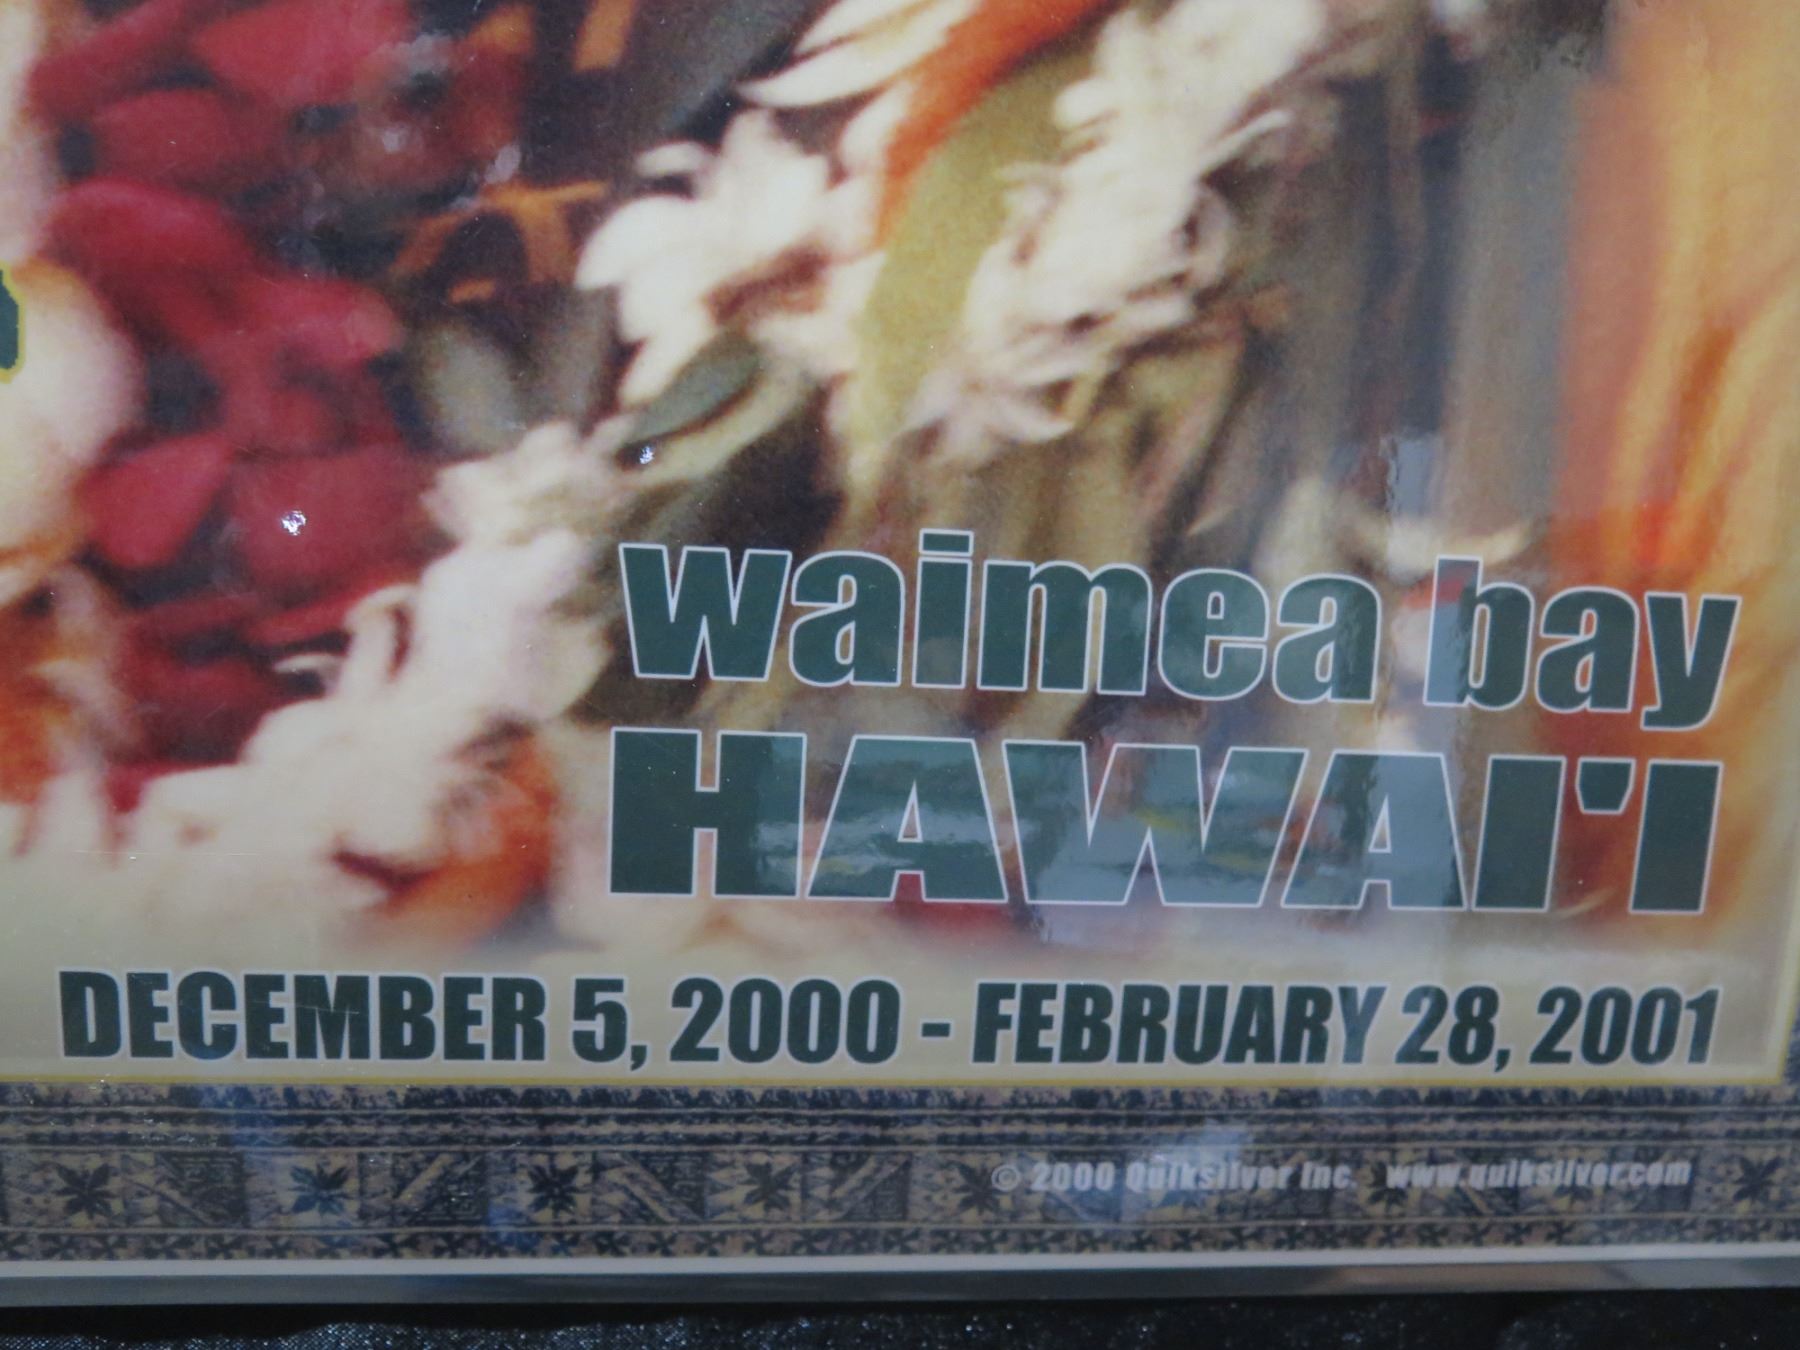 waimea bay
HAWAI'I
DECEMBER 5, 2000 - FEBRUARY 28, 2001
© 2000 Quiksilver Inc. www.quiksilver.com